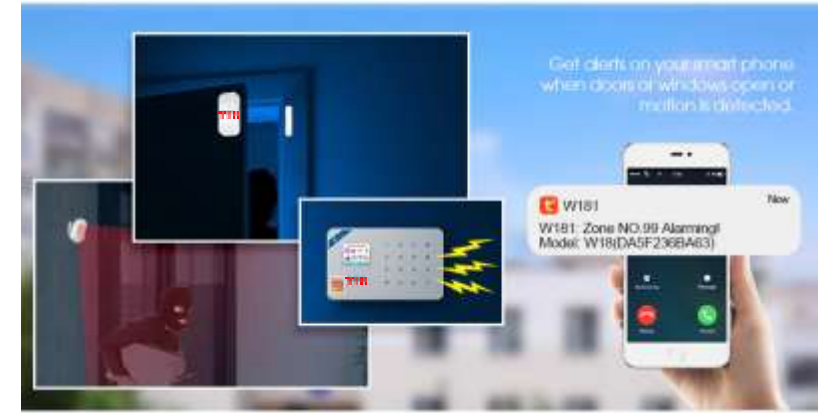 Get alerts on your smart phone
when doors or windows open or
motion is detected.
W181
Now
W181: Zone NO.99 Alarming!
Model: W18(DA5F236BA63)